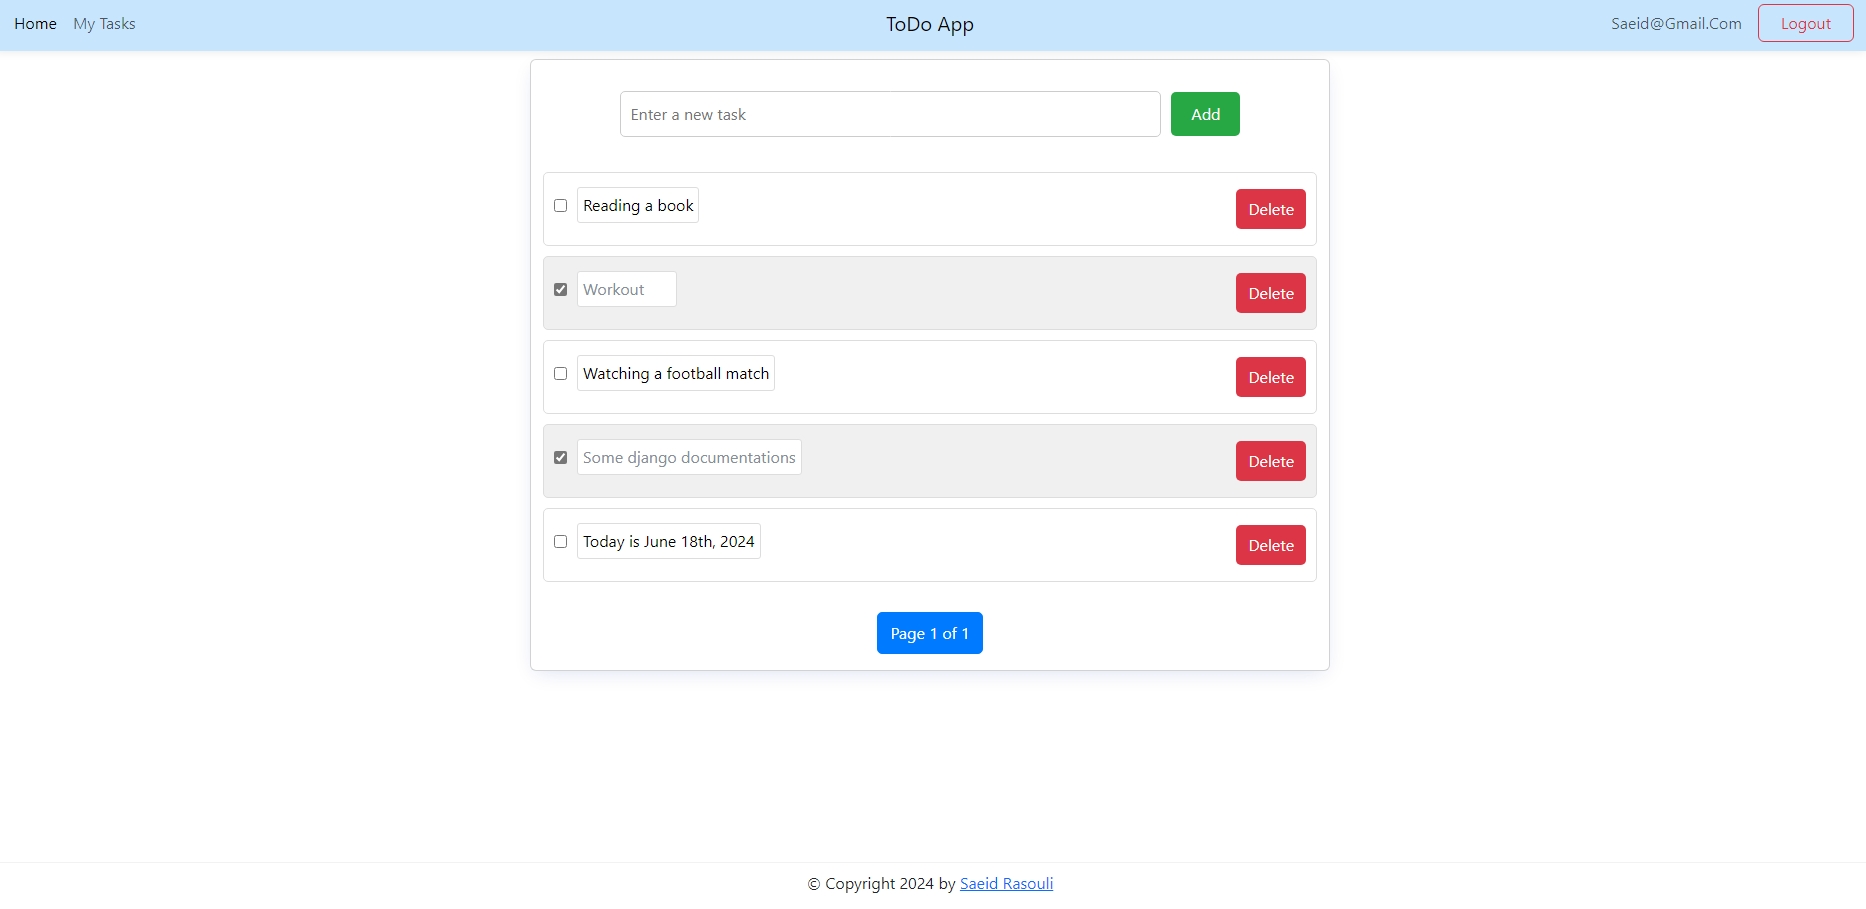 Home My Tasks ToDo App Saeid@Gmail.Com Logout
Enter a new task Add
Reading a book Delete
Workout Delete
Watching a football match Delete
Some django documentations Delete
Today is June 18th, 2024 Delete
Page 1 of 1
© Copyright 2024 by Saeid Rasouli